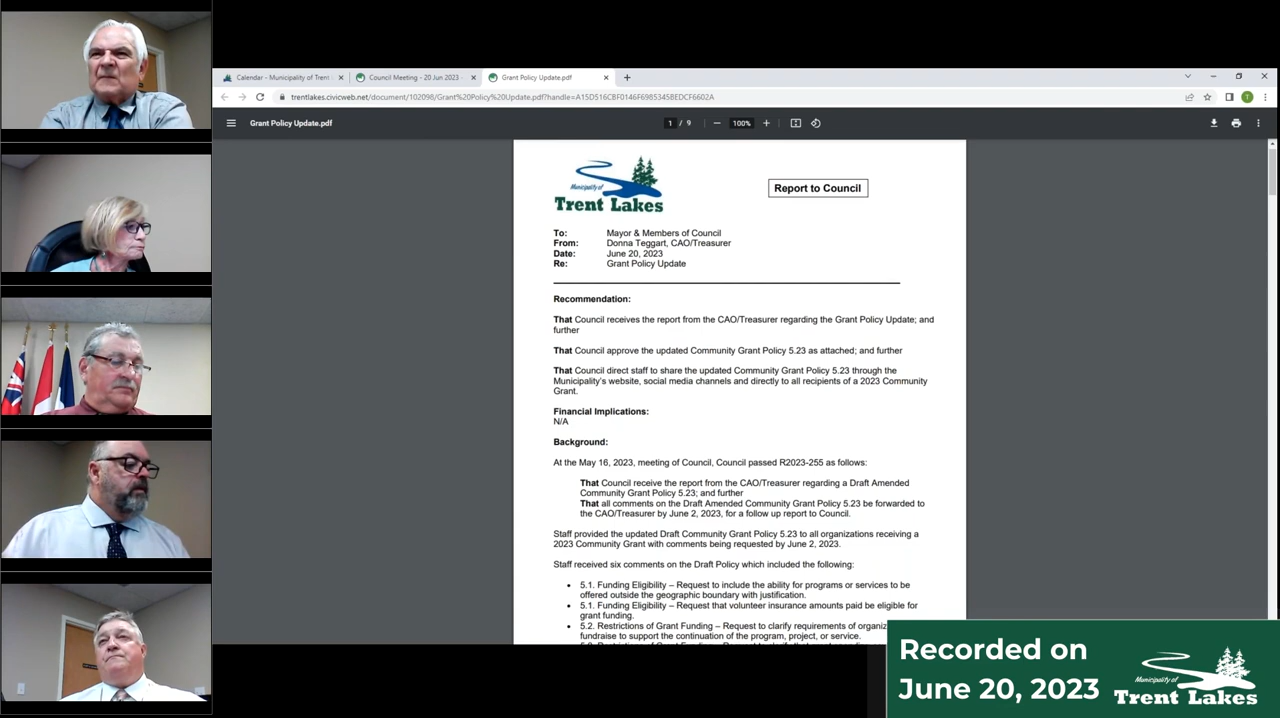 Calendar - Municipality of Trent
Council Meeting - 20 Jun 2023
Grant Policy Update.pdf
trentlakes.civicweb.net/document/102098/Grant%20Policy%20Update.pdf?handle=A15D516CBF0146F6985345BEDCF6602A
T
Grant Policy Update.pdf
1 / 9
100%
Municipality of
Trent Lakes
Report to Council
To: Mayor & Members of Council
From: Donna Teggart, CAO/Treasurer
Date: June 20, 2023
Re: Grant Policy Update
Recommendation:
That Council receives the report from the CAO/Treasurer regarding the Grant Policy Update; and
further
That Council approve the updated Community Grant Policy 5.23 as attached; and further
That Council direct staff to share the updated Community Grant Policy 5.23 through the
Municipality's website, social media channels and directly to all recipients of a 2023 Community
Grant.
Financial Implications:
N/A
Background:
At the May 16, 2023, meeting of Council, Council passed R2023-255 as follows:
That Council receive the report from the CAO/Treasurer regarding a Draft Amended
Community Grant Policy 5.23; and further
That all comments on the Draft Amended Community Grant Policy 5.23 be forwarded to
the CAO/Treasurer by June 2, 2023, for a follow up report to Council.
Staff provided the updated Draft Community Grant Policy 5.23 to all organizations receiving a
2023 Community Grant with comments being requested by June 2, 2023.
Staff received six comments on the Draft Policy which included the following:
• 5.1. Funding Eligibility – Request to include the ability for programs or services to be
offered outside the geographic boundary with justification.
• 5.1. Funding Eligibility – Request that volunteer insurance amounts paid be eligible for
grant funding.
• 5.2. Restrictions of Grant Funding – Request to clarify requirements of organiz
fundraise to support the continuation of the program, project, or service.
Recorded on
June 20, 2023
Municipality of
Trent Lakes